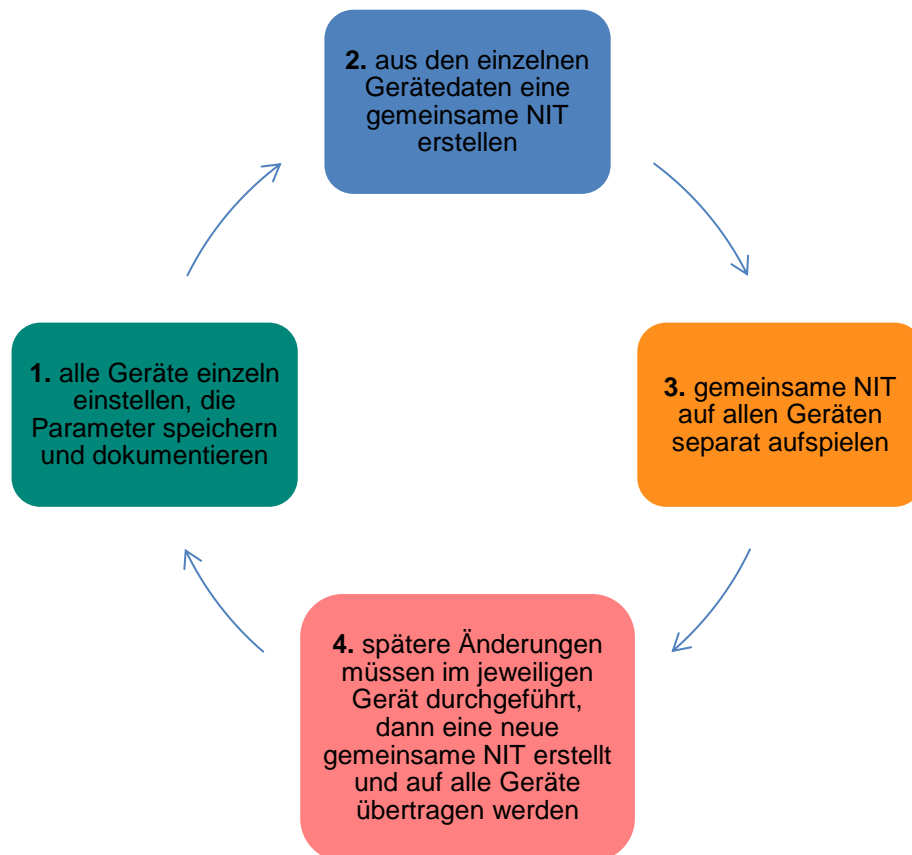 1. alle Geräte einzeln
einstellen, die
Parameter speichern
und dokumentieren
2. aus den einzelnen
Gerätedaten eine
gemeinsame NIT
erstellen
3. gemeinsame NIT
auf allen Geräten
separat aufspielen
4. spätere Änderungen
müssen im jeweiligen
Gerät durchgeführt,
dann eine neue
gemeinsame NIT erstellt
und auf alle Geräte
übertragen werden